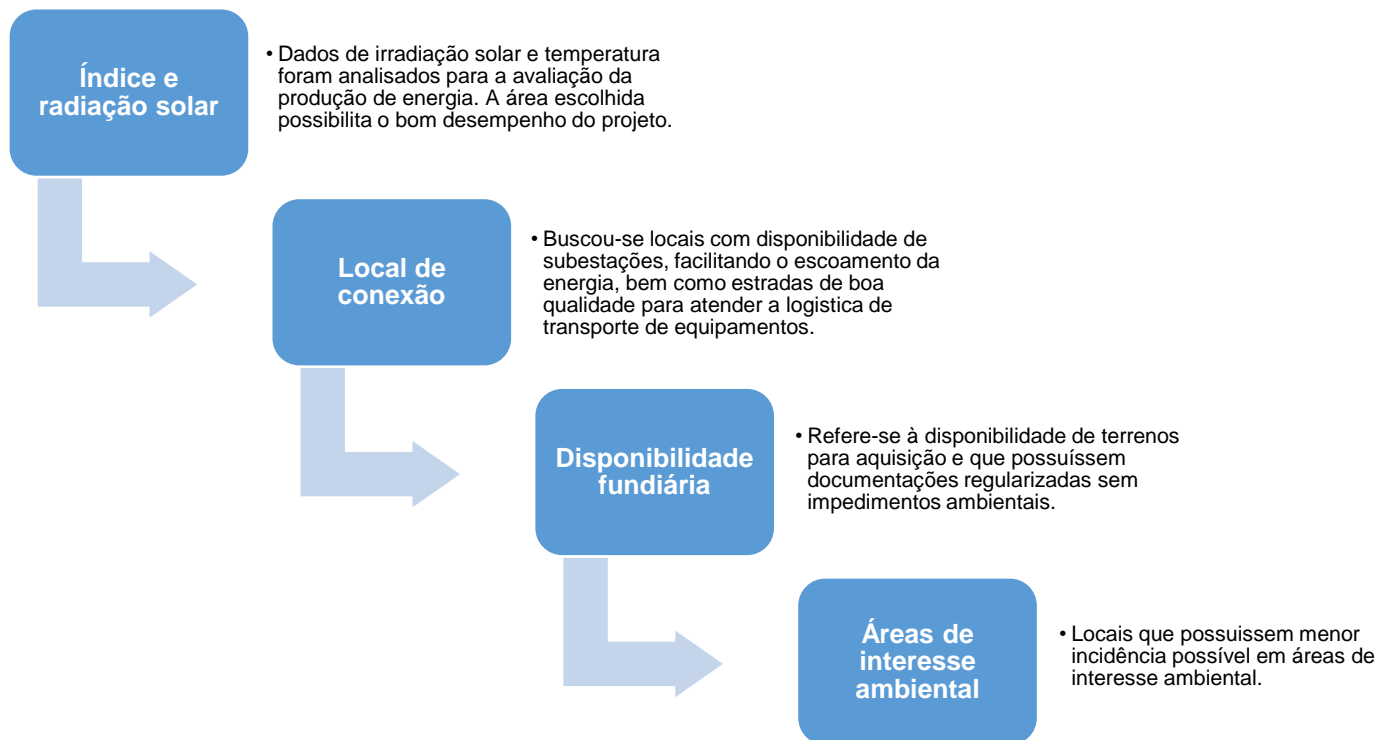 Índice e
radiação solar
• Dados de irradiação solar e temperatura
foram analisados para a avaliação da
produção de energia. A área escolhida
possibilita o bom desempenho do projeto.
Local de
conexão
• Buscou-se locais com disponibilidade de
subestações, facilitando o escoamento da
energia, bem como estradas de boa
qualidade para atender a logistica de
transporte de equipamentos.
Disponibilidade
fundiária
• Refere-se à disponibilidade de terrenos
para aquisição e que possuíssem
documentações regularizadas sem
impedimentos ambientais.
Áreas de
interesse
ambiental
• Locais que possuissem menor
incidência possível em áreas de
interesse ambiental.